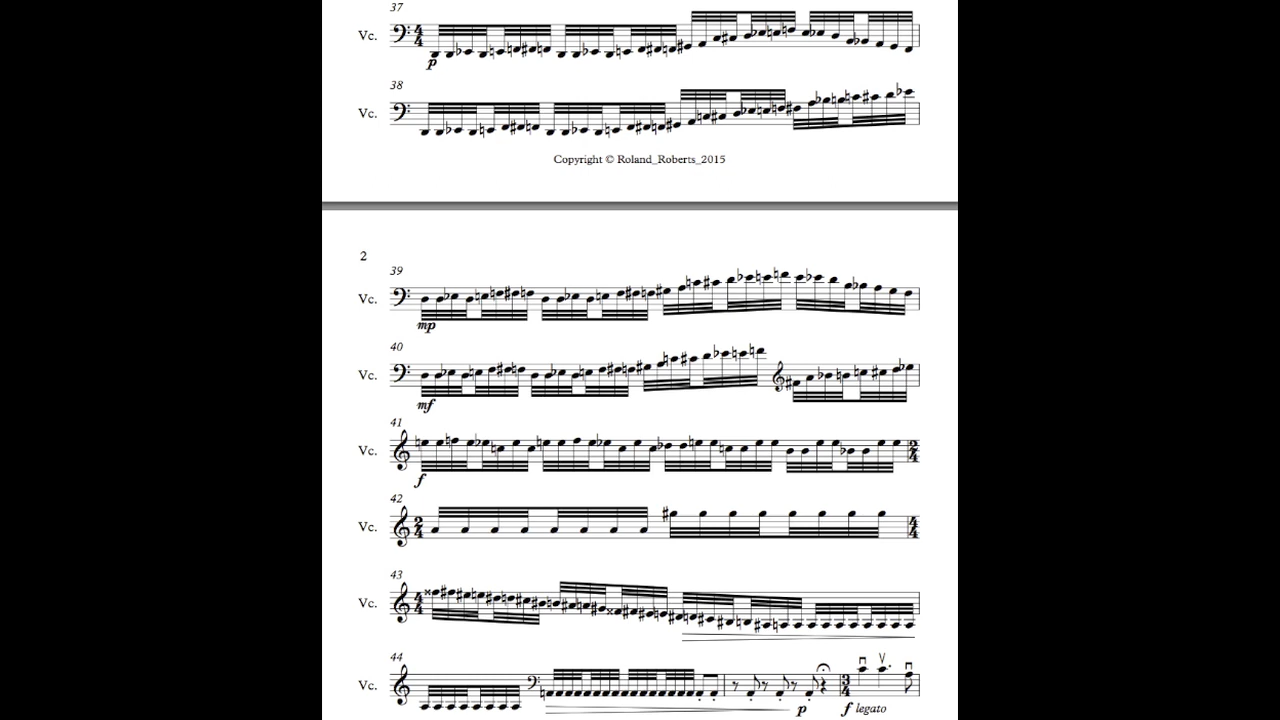 37
Vc.
p
38
Vc.
Copyright © Roland_Roberts_2015
2
39
Vc.
mp
40
Vc.
mf
41
Vc.
f
42
Vc.
43
Vc.
44
Vc.
p
f legato